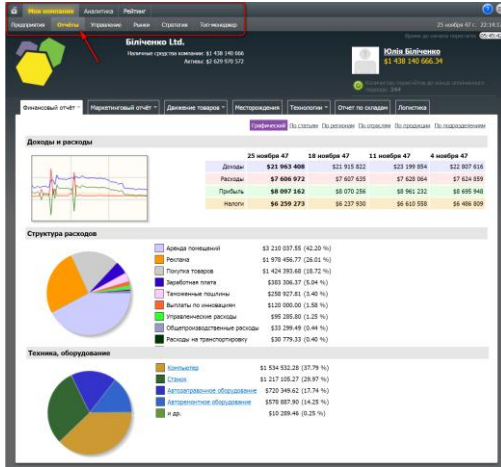 Моя компания Аналитика Рейтинг
Предприятия Отчёты Управление Рынки Стратегия Топ-менеджер
25 ноября 47 г.
Біліченко Ltd.
Наличные средства компании: $1 438 140 666
Активы: $2 629 970 572
Юлія Біліченко
$1 438 140 666.34
Финансовый отчёт Маркетинговый отчёт Движение товаров Месторождения Технологии Отчет по складам Логистика
Графический По статьям По регионам По отраслям По продукции По подразделениям
Доходы и расходы
25 ноября 47 18 ноября 47 11 ноября 47 4 ноября 47
Доходы $21 963 408 $21 915 822 $23 199 854 $22 807 616
Расходы $7 606 972 $7 607 635 $7 628 064 $7 624 859
Прибыль $8 097 162 $8 070 256 $8 961 232 $8 695 948
Налоги $6 259 273 $6 237 930 $6 610 558 $6 486 809
Структура расходов
Аренда помещений $3 210 037.55 (42.20 %)
Реклама $1 978 456.77 (26.01 %)
Покупка товаров $1 424 393.68 (18.72 %)
Заработная плата $383 306.37 (5.04 %)
Таможенные пошлины $258 927.81 (3.40 %)
Выплаты по инновациям $120 000.00 (1.58 %)
Управленческие расходы $95 285.80 (1.25 %)
Общепроизводственные расходы $33 299.49 (0.44 %)
Расходы на транспортировку $30 779.33 (0.40 %)
Техника, оборудование
Компьютер $1 534 532.28 (37.79 %)
Станок $1 217 105.27 (29.97 %)
Автозаправочное оборудование $720 349.62 (17.74 %)
Авторемонтное оборудование $578 887.90 (14.25 %)
и др. $10 289.46 (0.25 %)